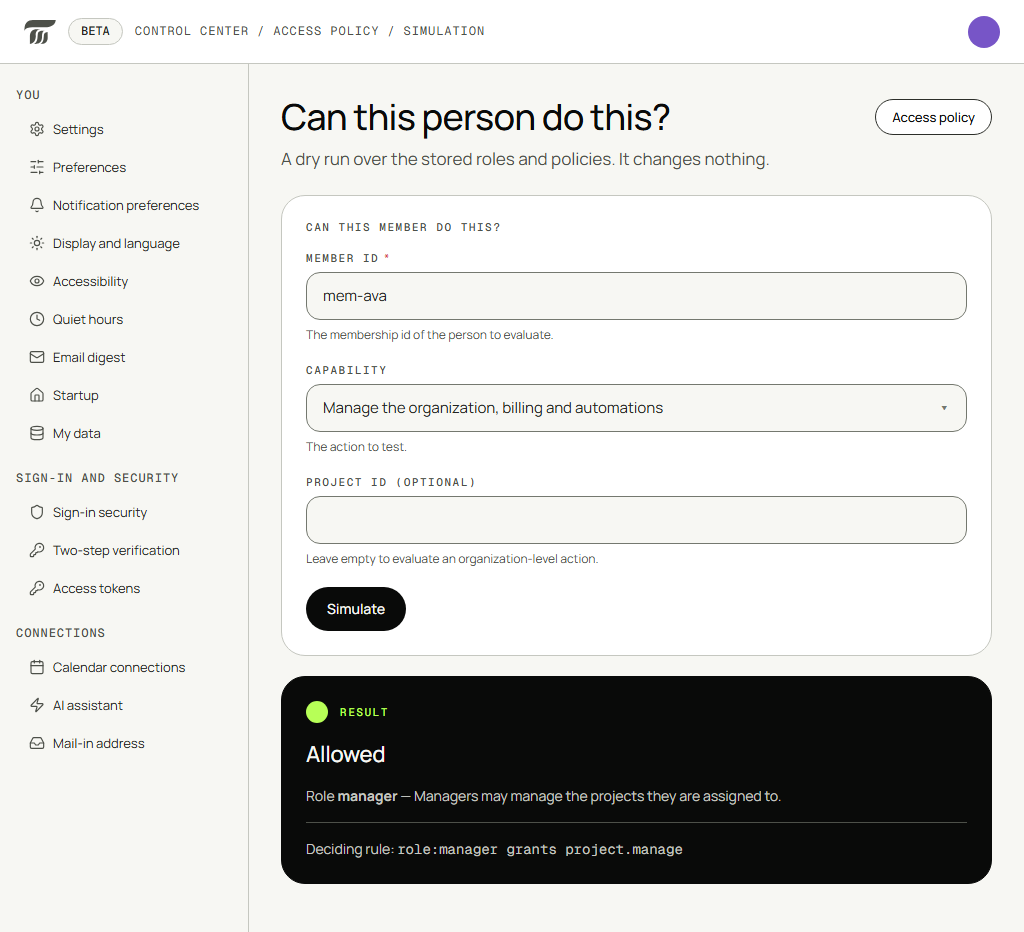 BETA
CONTROL CENTER / ACCESS POLICY / SIMULATION
YOU
Settings
Preferences
Notification preferences
Display and language
Accessibility
Quiet hours
Email digest
Startup
My data
SIGN-IN AND SECURITY
Sign-in security
Two-step verification
Access tokens
CONNECTIONS
Calendar connections
AI assistant
Mail-in address
Can this person do this?
Access policy
A dry run over the stored roles and policies. It changes nothing.
CAN THIS MEMBER DO THIS?
MEMBER ID *
mem-ava
The membership id of the person to evaluate.
CAPABILITY
Manage the organization, billing and automations
The action to test.
PROJECT ID (OPTIONAL)
Leave empty to evaluate an organization-level action.
Simulate
RESULT
Allowed
Role manager — Managers may manage the projects they are assigned to.
Deciding rule: role:manager grants project.manage